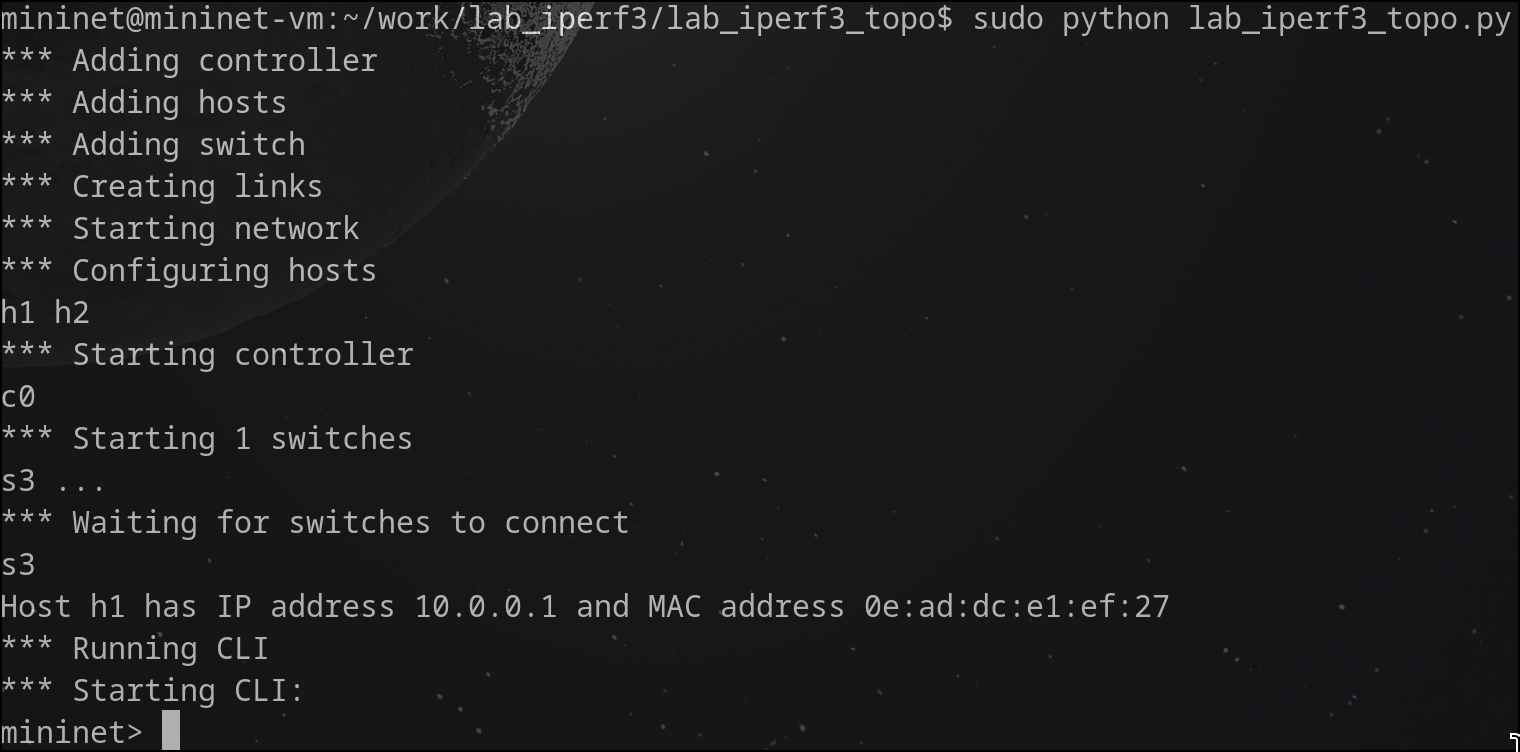 mininet@mininet-vm:~/work/lab_iperf3/lab_iperf3_topo$ sudo python lab_iperf3_topo.py
*** Adding controller
*** Adding hosts
*** Adding switch
*** Creating links
*** Starting network
*** Configuring hosts
h1 h2
*** Starting controller
c0
*** Starting 1 switches
s3 ...
*** Waiting for switches to connect
s3
Host h1 has IP address 10.0.0.1 and MAC address 0e:ad:dc:e1:ef:27
*** Running CLI
*** Starting CLI:
mininet>